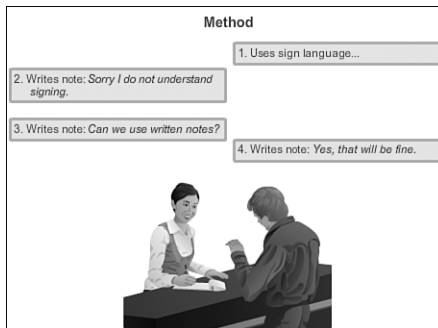 Method
1. Uses sign language...
2. Writes note: Sorry I do not understand
signing.
3. Writes note: Can we use written notes?
4. Writes note: Yes, that will be fine.